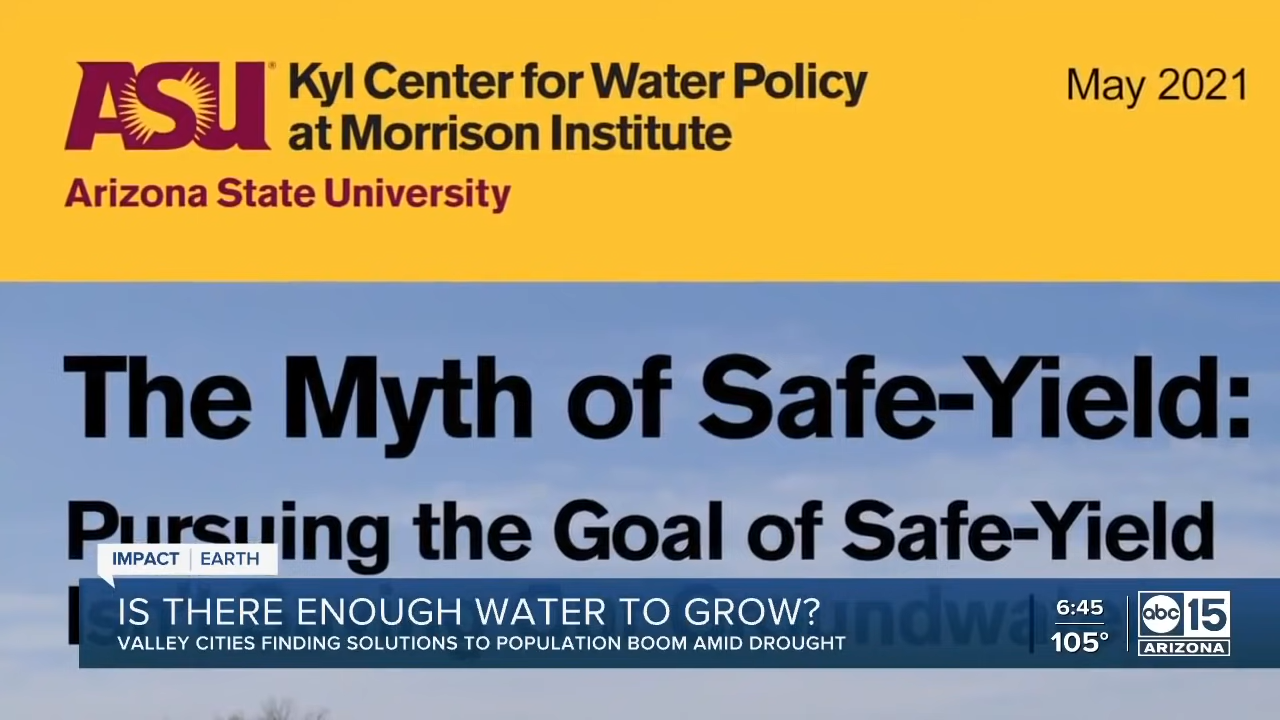 ASU® Kyl Center for Water Policy
at Morrison Institute
May 2021
Arizona State University
The Myth of Safe-Yield:
Pursuing the Goal of Safe-Yield
IMPACT | EARTH
IS THERE ENOUGH WATER TO GROW?
VALLEY CITIES FINDING SOLUTIONS TO POPULATION BOOM AMID DROUGHT
6:45
105°
abc 15
ARIZONA